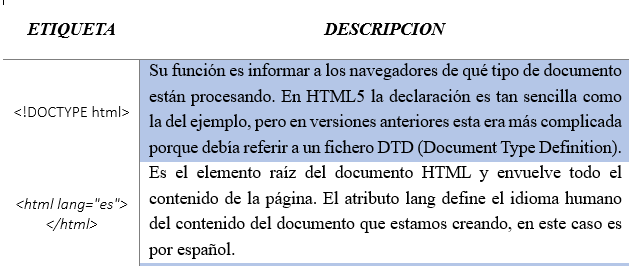 ETIQUETA DESCRIPCION
Su función es informar a los navegadores de qué tipo de documento
están procesando. En HTML5 la declaración es tan sencilla como
<!DOCTYPE html>
la del ejemplo, pero en versiones anteriores esta era más complicada
porque debía referir a un fichero DTD (Document Type Definition).
Es el elemento raíz del documento HTML y envuelve todo el
<html lang="es">
contenido de la página. El atributo lang define el idioma humano
</html>
del contenido del documento que estamos creando, en este caso es
por español.